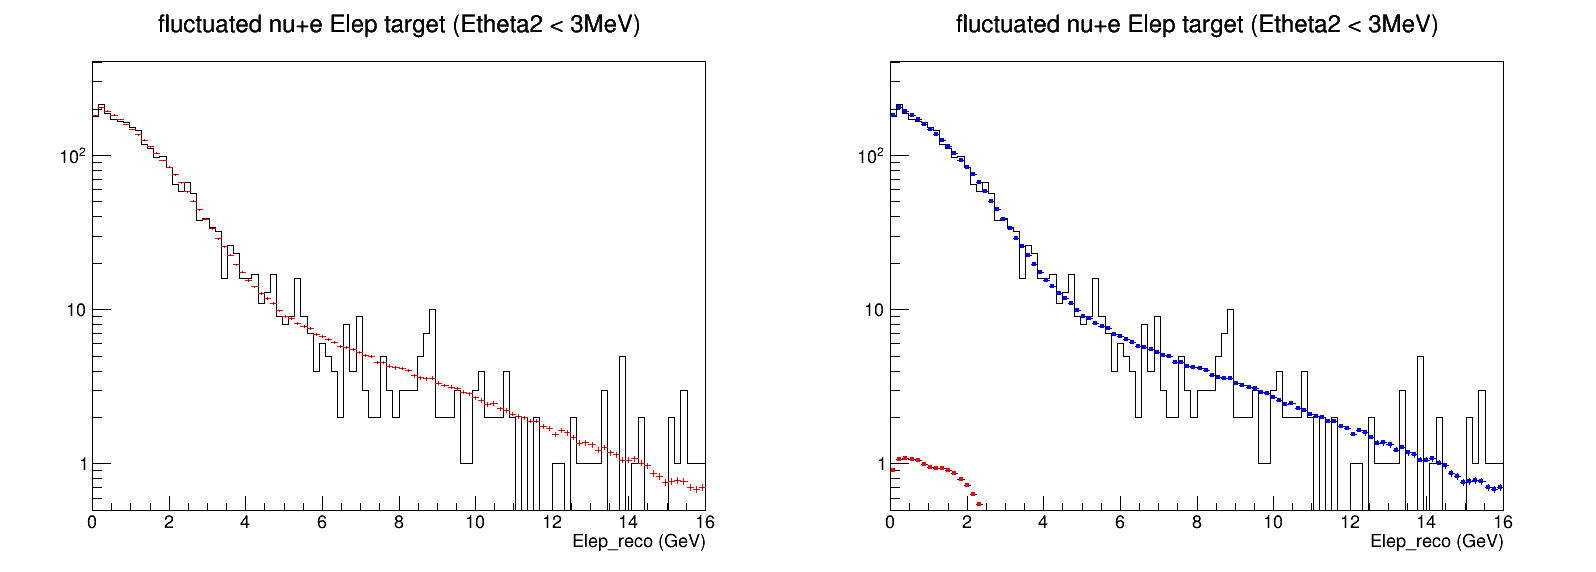 fluctuated nu+e Elep target (Etheta2 < 3MeV)
10²
10
1
0 2 4 6 8 10 12 14 16
Elep_reco (GeV)
fluctuated nu+e Elep target (Etheta2 < 3MeV)
10²
10
1
0 2 4 6 8 10 12 14 16
Elep_reco (GeV)